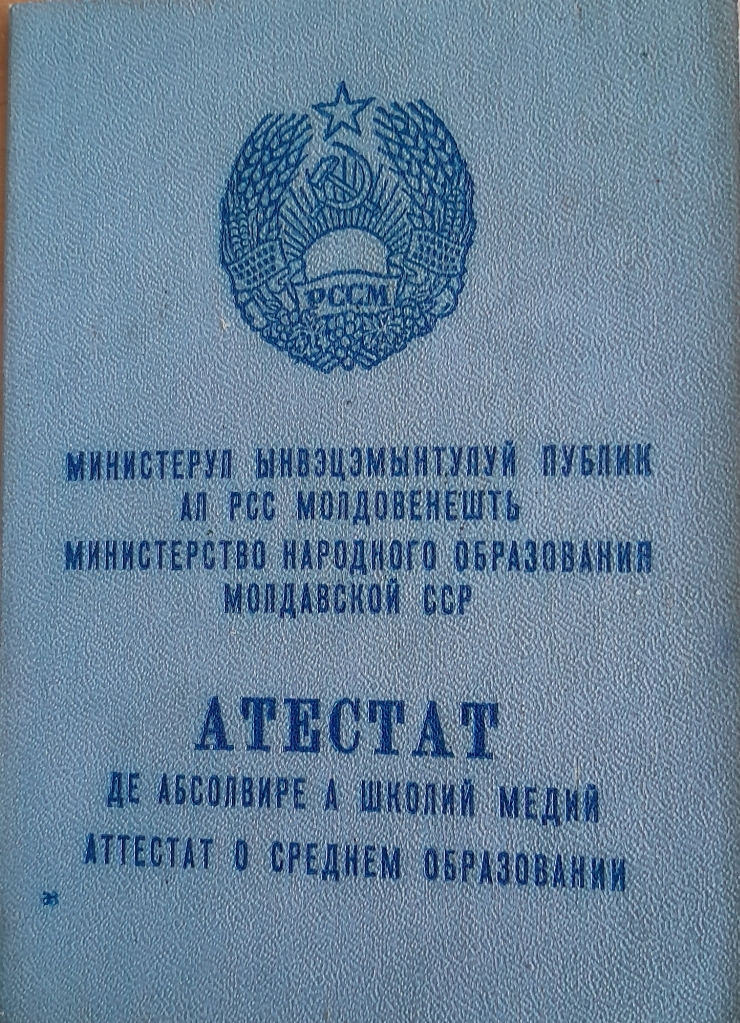 РССМ
МИНИСТЕРУЛ ЫНВЭЦЭМЫНТУЛУЙ ПУБЛИК
АЛ РСС МОЛДОВЕНЕШТЬ
МИНИСТЕРСТВО НАРОДНОГО ОБРАЗОВАНИЯ
МОЛДАВСКОЙ ССР
АТЕСТАТ
ДЕ АБСОЛВИРЕ А ШКОЛИЙ МЕДИЙ
АТТЕСТАТ О СРЕДНЕМ ОБРАЗОВАНИИ